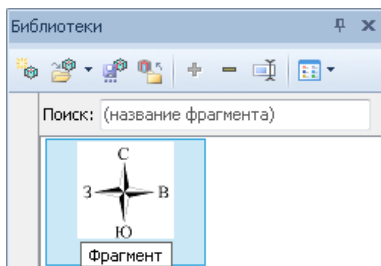 Библиотеки
Поиск: (название фрагмента)
С
З В
Ю
Фрагмент